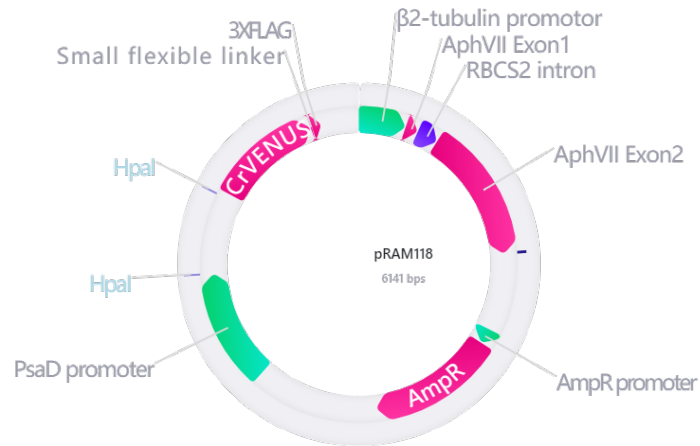 3XFLAG
β2-tubulin promotor
Small flexible linker
AphVII Exon1
RBCS2 intron
CrVENUS
AphVII Exon2
HpaI
pRAM118
6141 bps
HpaI
PsaD promoter
AmpR
AmpR promoter